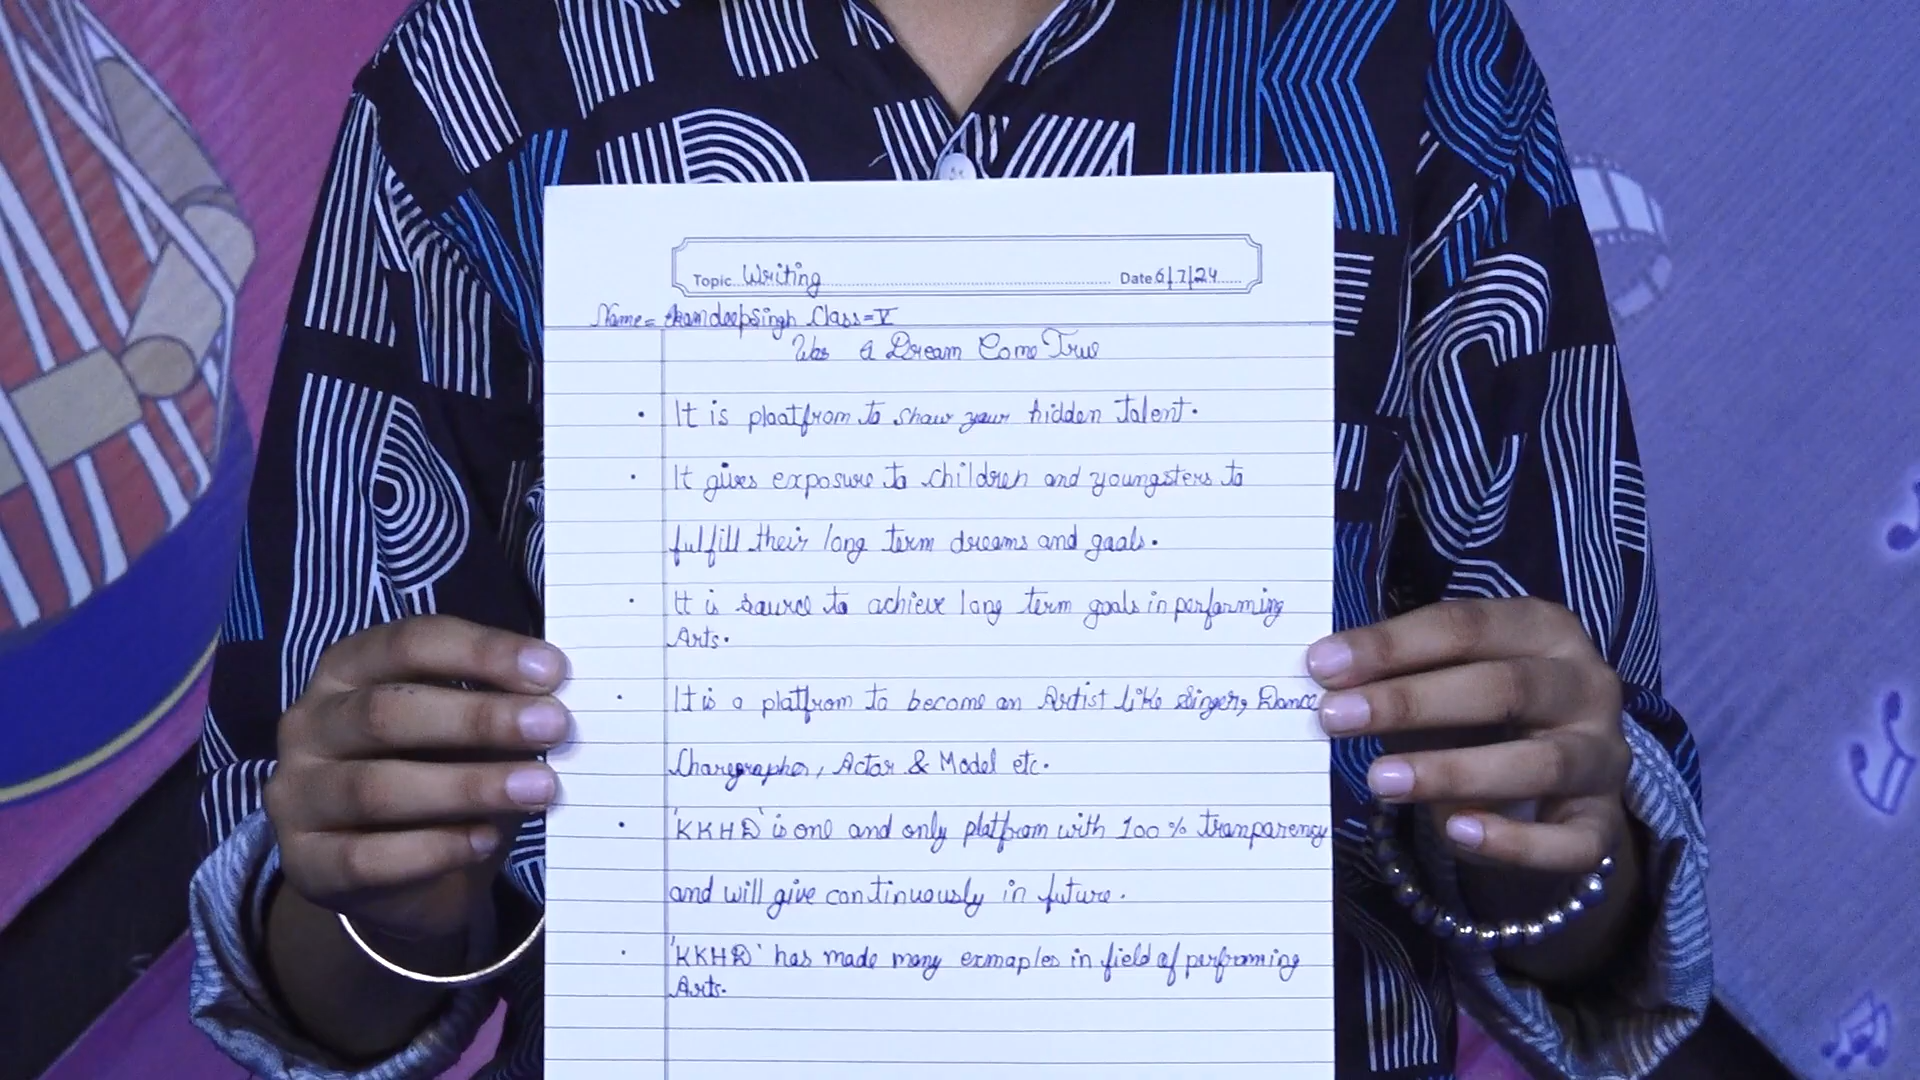 Topic Writing Date 6/7/24
Name = Ekamdeepsingh Class = V
Was a Dream Come True
• It is plaatfrom to show your hidden talent.
• It gives exposure to children and youngsters to
fulfill their long term dreams and goals.
• It is source to achieve long term goals in performing
Arts.
• It is a platfrom to become an Artist like Singer, Dance
Choregrapher, Actor & Model etc.
• 'KKHD' is one and only platfrom with 100 % tranparency
and will give continuously in future.
• 'KKHD' has made many exmaples in field of perfroming
Arts.